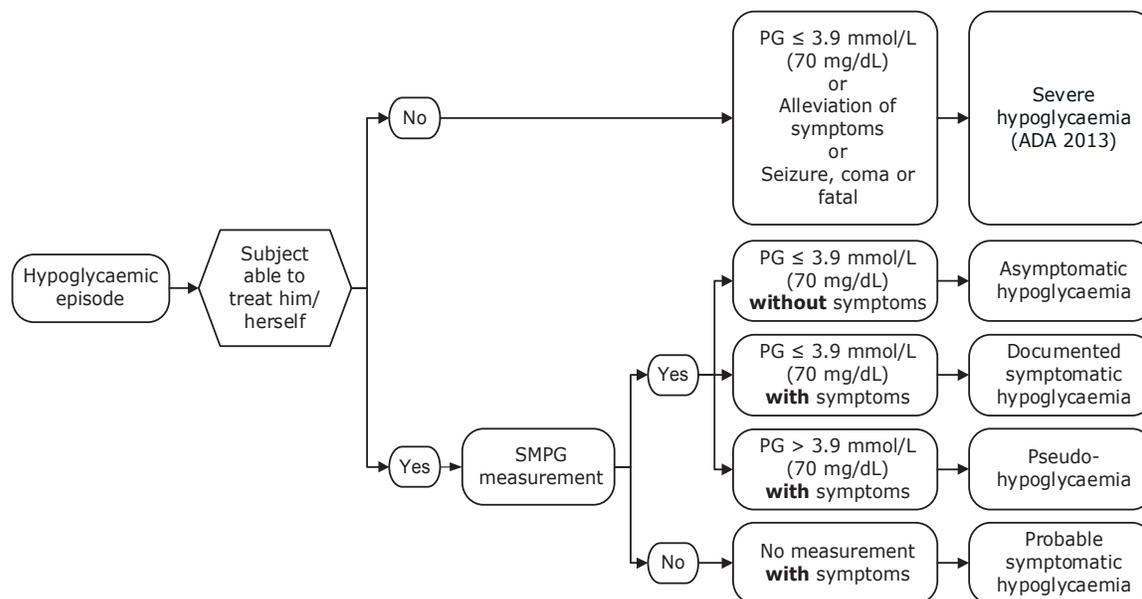 Hypoglycaemic
episode
Subject
able to
treat him/
herself
No
PG ≤ 3.9 mmol/L
(70 mg/dL)
or
Alleviation of
symptoms
or
Seizure, coma or
fatal
Severe
hypoglycaemia
(ADA 2013)
Yes
SMPG
measurement
Yes
PG ≤ 3.9 mmol/L
(70 mg/dL)
without symptoms
Asymptomatic
hypoglycaemia
PG ≤ 3.9 mmol/L
(70 mg/dL)
with symptoms
Documented
symptomatic
hypoglycaemia
PG > 3.9 mmol/L
(70 mg/dL)
with symptoms
Pseudo-
hypoglycaemia
No
No measurement
with symptoms
Probable
symptomatic
hypoglycaemia